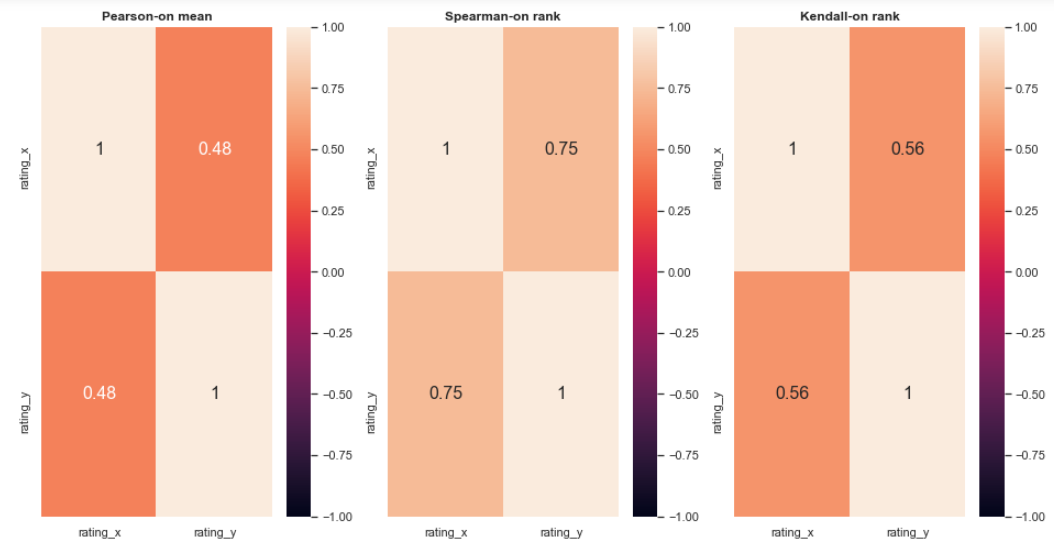 Pearson-on mean
Spearman-on rank
Kendall-on rank
rating_x
rating_y
1
0.48
0.48
1
rating_x
rating_y
1.00
0.75
0.50
0.25
0.00
−0.25
−0.50
−0.75
−1.00
rating_x
rating_y
1
0.75
0.75
1
rating_x
rating_y
1.00
0.75
0.50
0.25
0.00
−0.25
−0.50
−0.75
−1.00
rating_x
rating_y
1
0.56
0.56
1
rating_x
rating_y
1.00
0.75
0.50
0.25
0.00
−0.25
−0.50
−0.75
−1.00